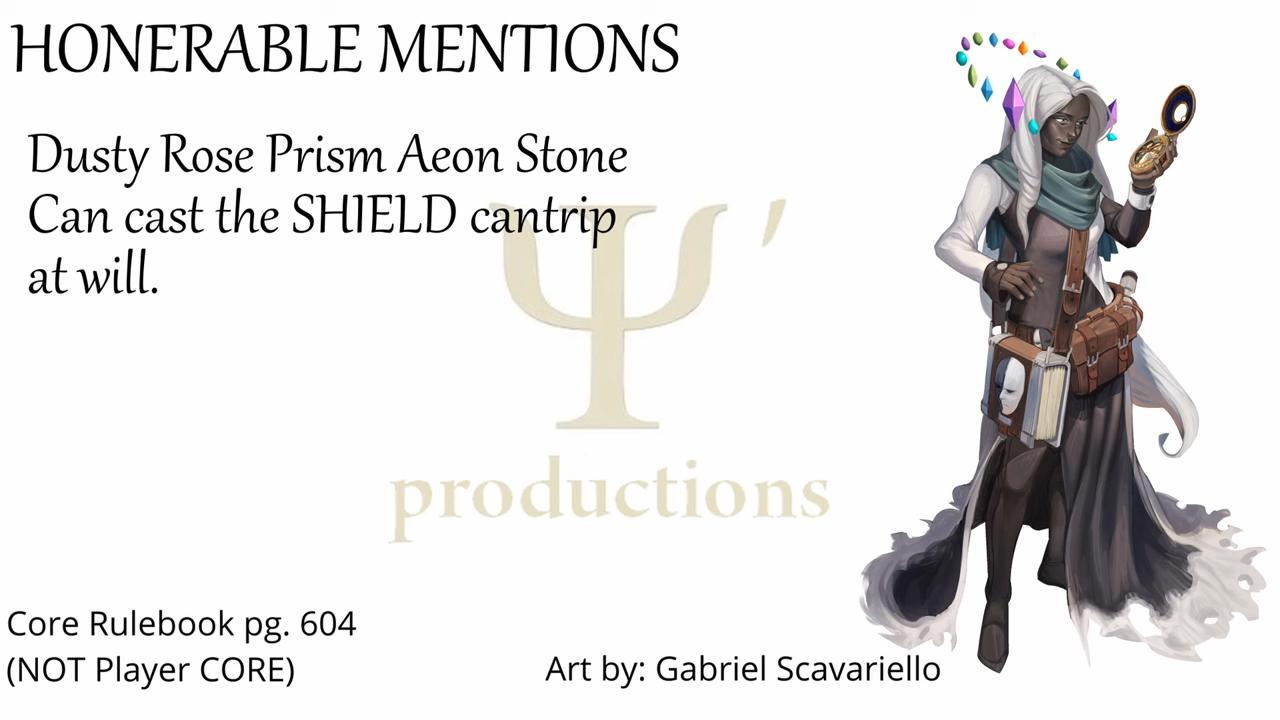 HONERABLE MENTIONS
Dusty Rose Prism Aeon Stone
Can cast the SHIELD cantrip
at will.
Ψ′
productions
Core Rulebook pg. 604
(NOT Player CORE)
Art by: Gabriel Scavariello